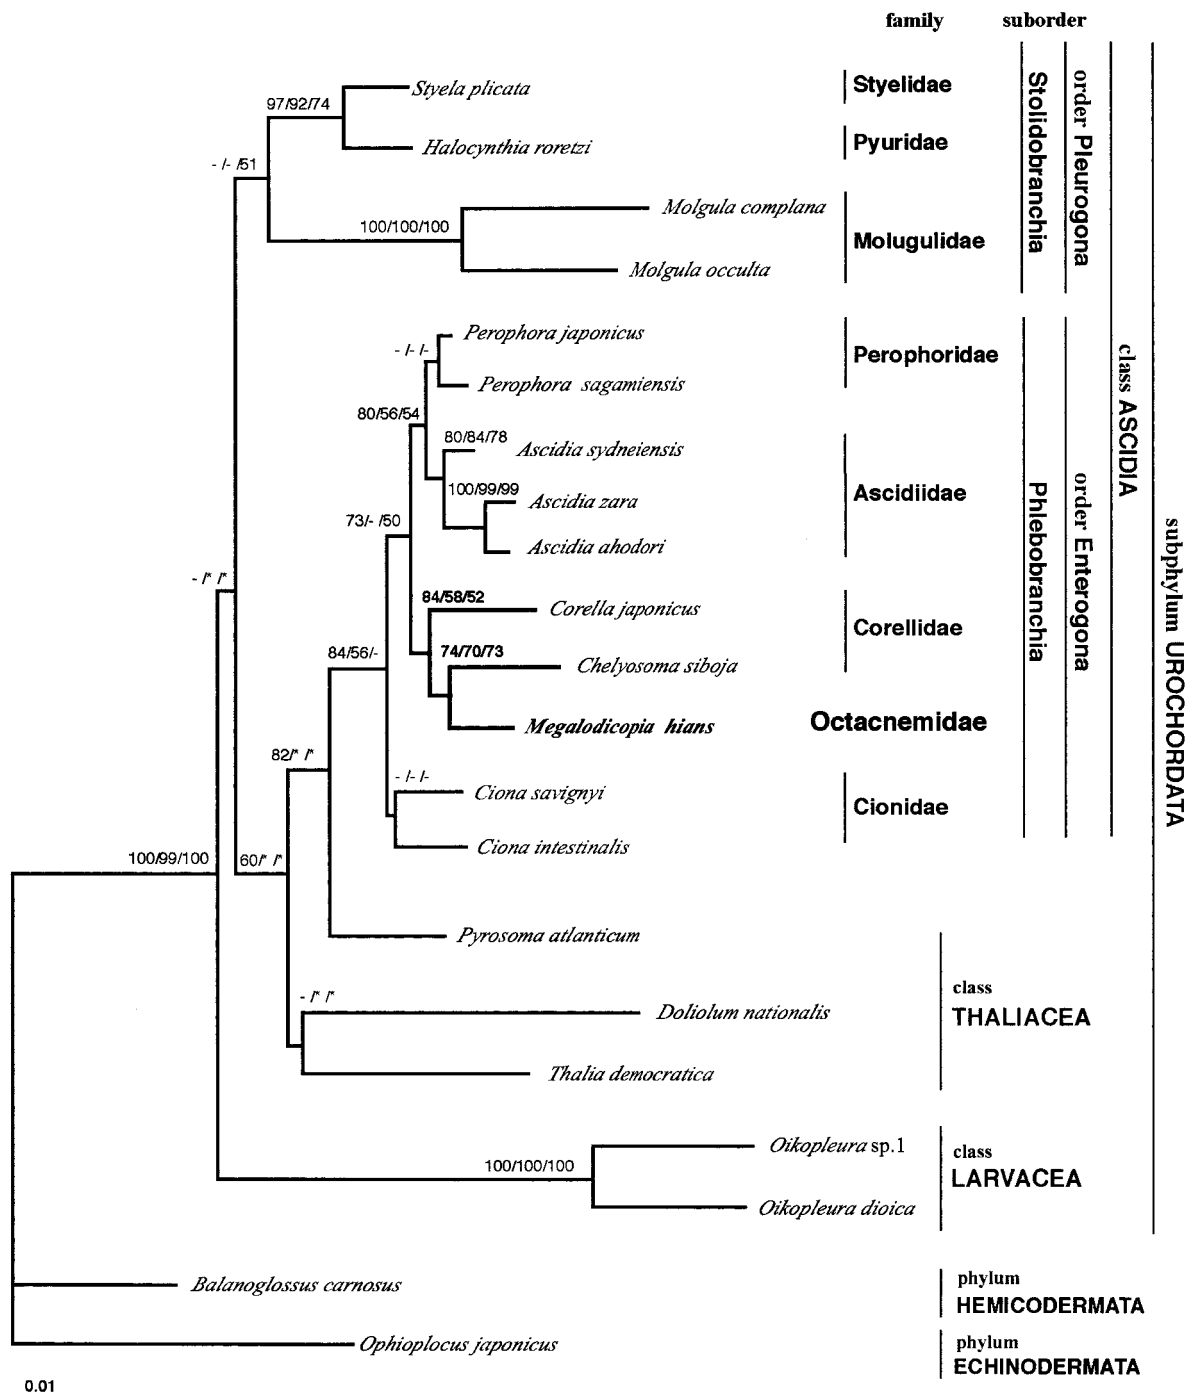 family suborder
Styela plicata
Styelidae
97/92/74
Halocynthia roretzi
Pyuridae
- /- /51
Molgula complana
100/100/100
Molugulidae
Molgula occulta
Stolidobranchia
order Pleurogona
Perophora japonicus
- /- /-
Perophoridae
Perophora sagamiensis
80/56/54
80/84/78
Ascidia sydneiensis
100/99/99
Ascidia zara
Ascidiidae
73/- /50
Ascidia ahodori
- /* /*
84/58/52
Corella japonicus
Corellidae
84/56/-
74/70/73
Chelyosoma siboja
Megalodicopia hians
Octacnemidae
82/* /*
- /- /-
Ciona savignyi
Cionidae
Ciona intestinalis
Phlebobranchia
order Enterogona
class ASCIDIA
subphylum UROCHORDATA
100/99/100
60/* /*
Pyrosoma atlanticum
- /* /*
Doliolum nationalis
class
THALIACEA
Thalia democratica
100/100/100
Oikopleura sp.1
class
LARVACEA
Oikopleura dioica
Balanoglossus carnosus
phylum
HEMICODERMATA
Ophioplocus japonicus
phylum
ECHINODERMATA
0.01